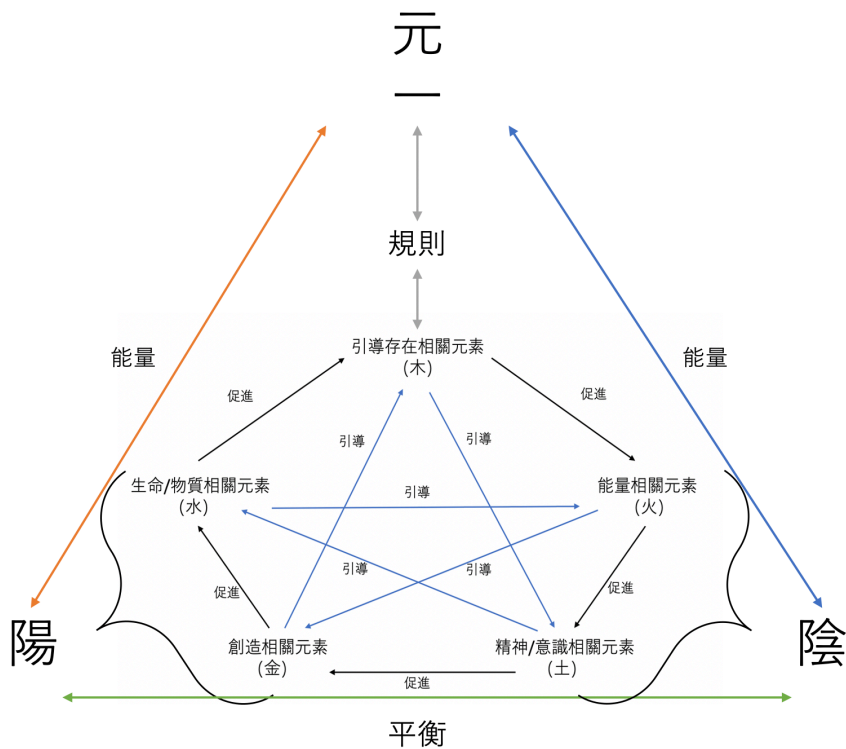 元
一
規則
引導存在相關元素
(木)
能量
能量
促進
促進
引導
引導
生命/物質相關元素
(水)
引導
能量相關元素
(火)
引導
引導
促進
促進
陽
創造相關元素
(金)
精神/意識相關元素
(土)
陰
促進
平衡